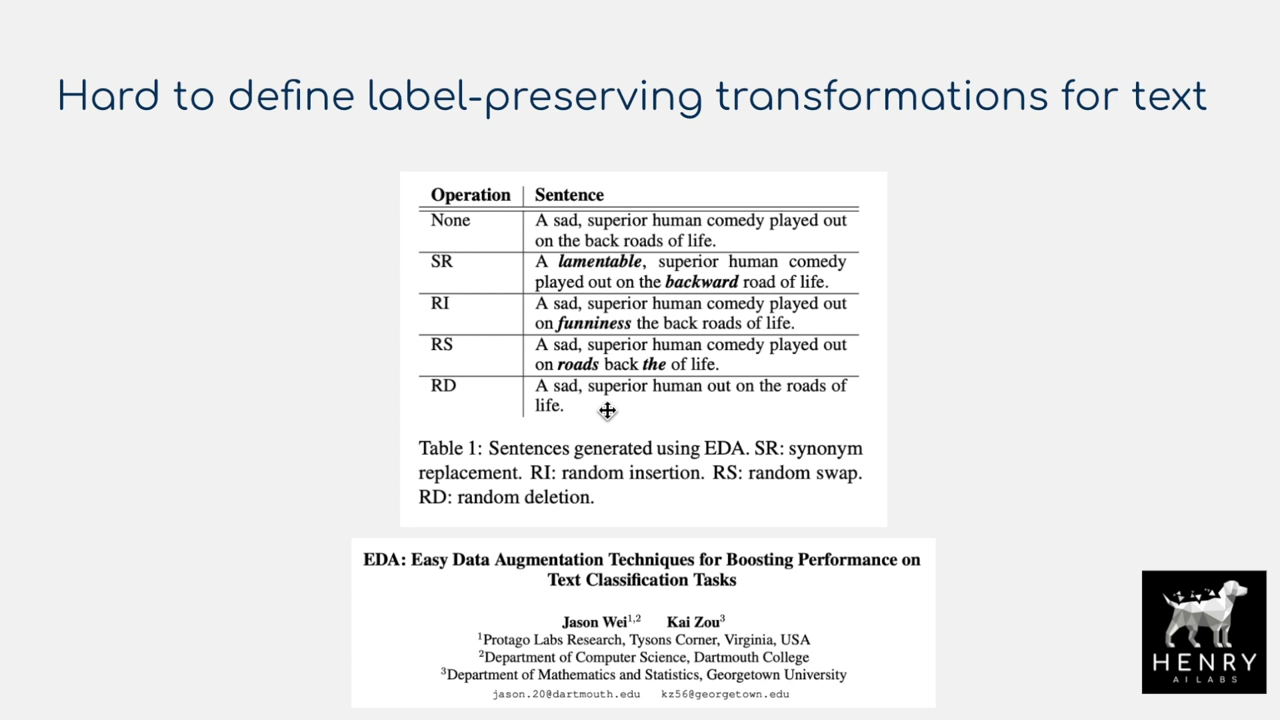 Hard to define label-preserving transformations for text
Operation Sentence
None A sad, superior human comedy played out
on the back roads of life.
SR A lamentable, superior human comedy
played out on the backward road of life.
RI A sad, superior human comedy played out
on funniness the back roads of life.
RS A sad, superior human comedy played out
on roads back the of life.
RD A sad, superior human out on the roads of
life.
Table 1: Sentences generated using EDA. SR: synonym
replacement. RI: random insertion. RS: random swap.
RD: random deletion.
EDA: Easy Data Augmentation Techniques for Boosting Performance on
Text Classification Tasks
Jason Wei1,2 Kai Zou3
1Protago Labs Research, Tysons Corner, Virginia, USA
2Department of Computer Science, Dartmouth College
3Department of Mathematics and Statistics, Georgetown University
jason.20@dartmouth.edu kz56@georgetown.edu
HENRY
AI LABS